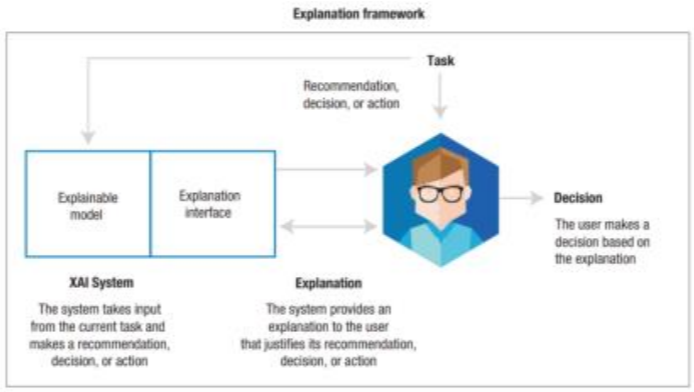 Explanation framework
Task
Recommendation,
decision, or action
Explainable
model
Explanation
interface
Decision
The user makes a
decision based on
the explanation
XAI System
The system takes input
from the current task and
makes a recommendation,
decision, or action
Explanation
The system provides an
explanation to the user
that justifies its recommendation,
decision, or action